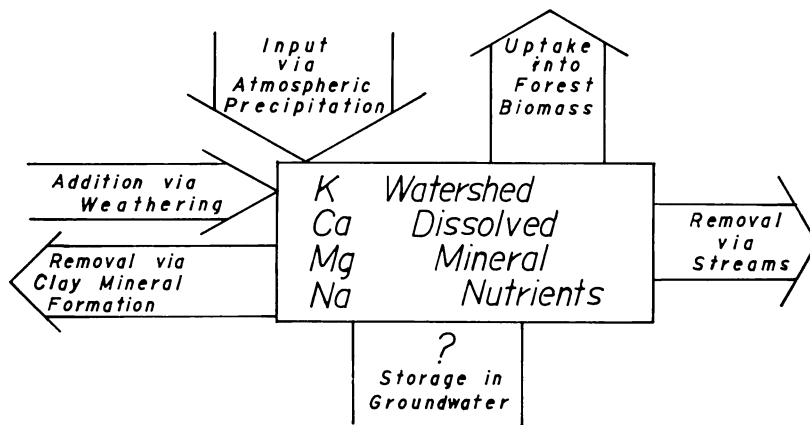 Input
via
Atmospheric
Precipitation
Uptake
into
Forest
Biomass
Addition via
Weathering
Removal via
Clay Mineral
Formation
K Watershed
Ca Dissolved
Mg Mineral
Na Nutrients
Removal
via
Streams
?
Storage in
Groundwater